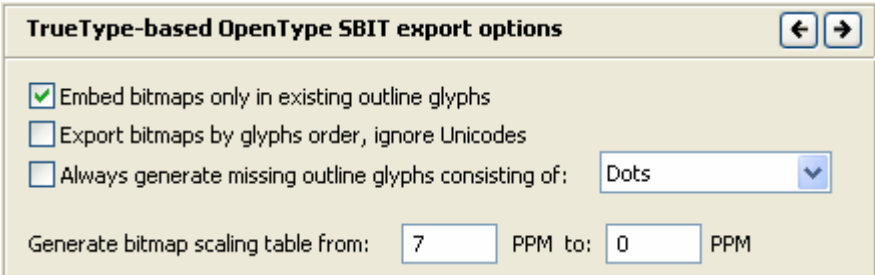 TrueType-based OpenType SBIT export options
Embed bitmaps only in existing outline glyphs
Export bitmaps by glyphs order, ignore Unicodes
Always generate missing outline glyphs consisting of: Dots
Generate bitmap scaling table from: 7 PPM to: 0 PPM